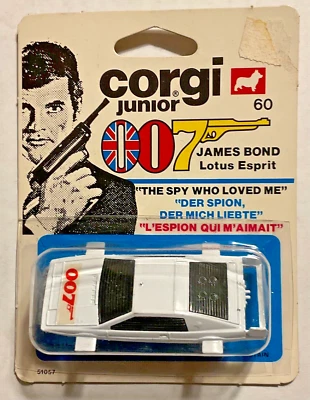 corgi
junior®
60
007
JAMES BOND
Lotus Esprit
"THE SPY WHO LOVED ME"
"DER SPION,
DER MICH LIEBTE"
"L'ESPION QUI M'AIMAIT"
007
51057